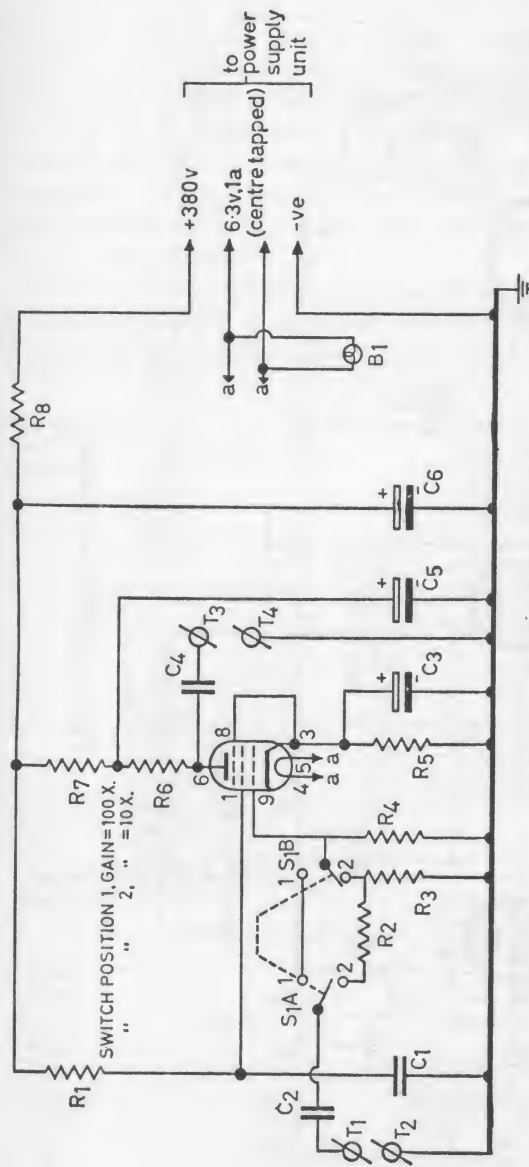 R8
+380v
6·3v,1a
(centre tapped)
-ve
to
power
supply
unit
a
a
B1
R7
R6
R1
SWITCH POSITION 1, GAIN=100X.
" " 2, " =10X.
6
C4
T3
T4
1
8
9
3
4
5
a
a
+
-
C6
+
-
C5
+
-
C3
R5
R4
R3
R2
S1A
1
2
1
S1B
2
C1
C2
T1
T2